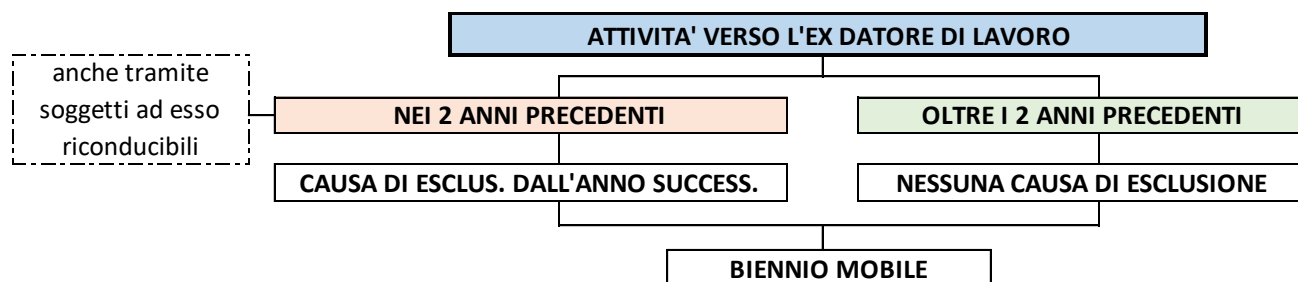 ATTIVITA' VERSO L'EX DATORE DI LAVORO
anche tramite
soggetti ad esso
riconducibili
NEI 2 ANNI PRECEDENTI
OLTRE I 2 ANNI PRECEDENTI
CAUSA DI ESCLUS. DALL'ANNO SUCCESS.
NESSUNA CAUSA DI ESCLUSIONE
BIENNIO MOBILE